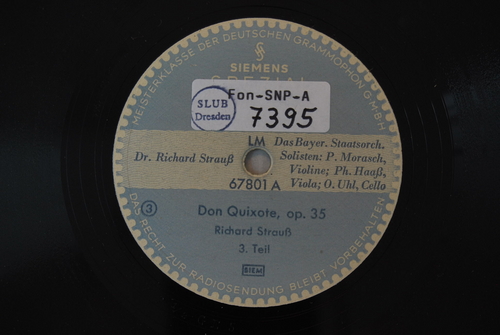 MEISTERKLASSE DER DEUTSCHEN GRAMMOPHON G·M·B·H
SIEMENS
SPEZIAL
Fon-SNP-A
SLUB
Dresden
7395
LM
Das Bayer. Staatsorch.
Dr. Richard Strauß
Solisten: P. Morasch,
Violine; Ph. Haaß,
67801 A
Viola; O. Uhl, Cello
3
Don Quixote, op. 35
Richard Strauß
3. Teil
DAS RECHT ZUR RADIOSENDUNG BLEIBT VORBEHALTEN